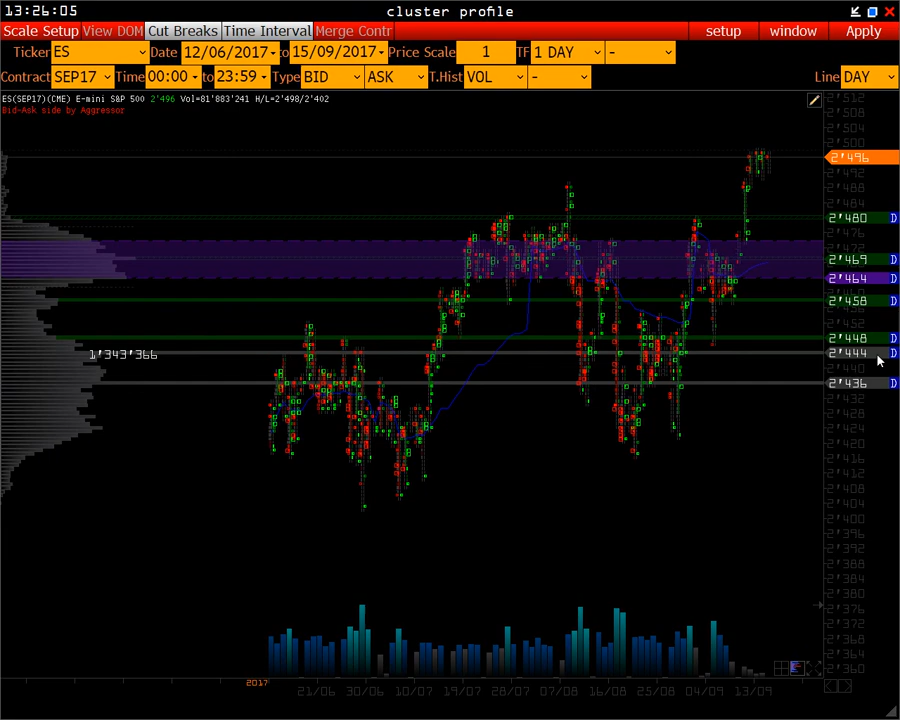 13:26:05 cluster profile
Scale Setup View DOM Cut Breaks Time Interval Merge Contr setup window Apply
Ticker ES Date 12/06/2017 to 15/09/2017 Price Scale 1 TF 1 DAY -
Contract SEP17 Time 00:00 to 23:59 Type BID ASK T.Hist VOL - Line DAY
ES(SEP17)(CME) E-mini S&P 500 2'496 Vol=81'883'241 H/L=2'498/2'402
Bid-Ask side by Aggressor
2'512
2'508
2'504
2'496
2'492
2'488
2'484
2'480 D
2'476
2'472
2'469 D
2'464 D
2'458 D
2'452
2'448 D
1'343'366 2'444 D
2'440
2'436 D
2'432
2'428
2'424
2'420
2'416
2'412
2'408
2'404
2'400
2'396
2'392
2'388
2'384
2'380
2'376
2'372
2'368
2'364
2'360
2017
21/06 30/06 10/07 19/07 28/07 07/08 16/08 25/08 04/09 13/09